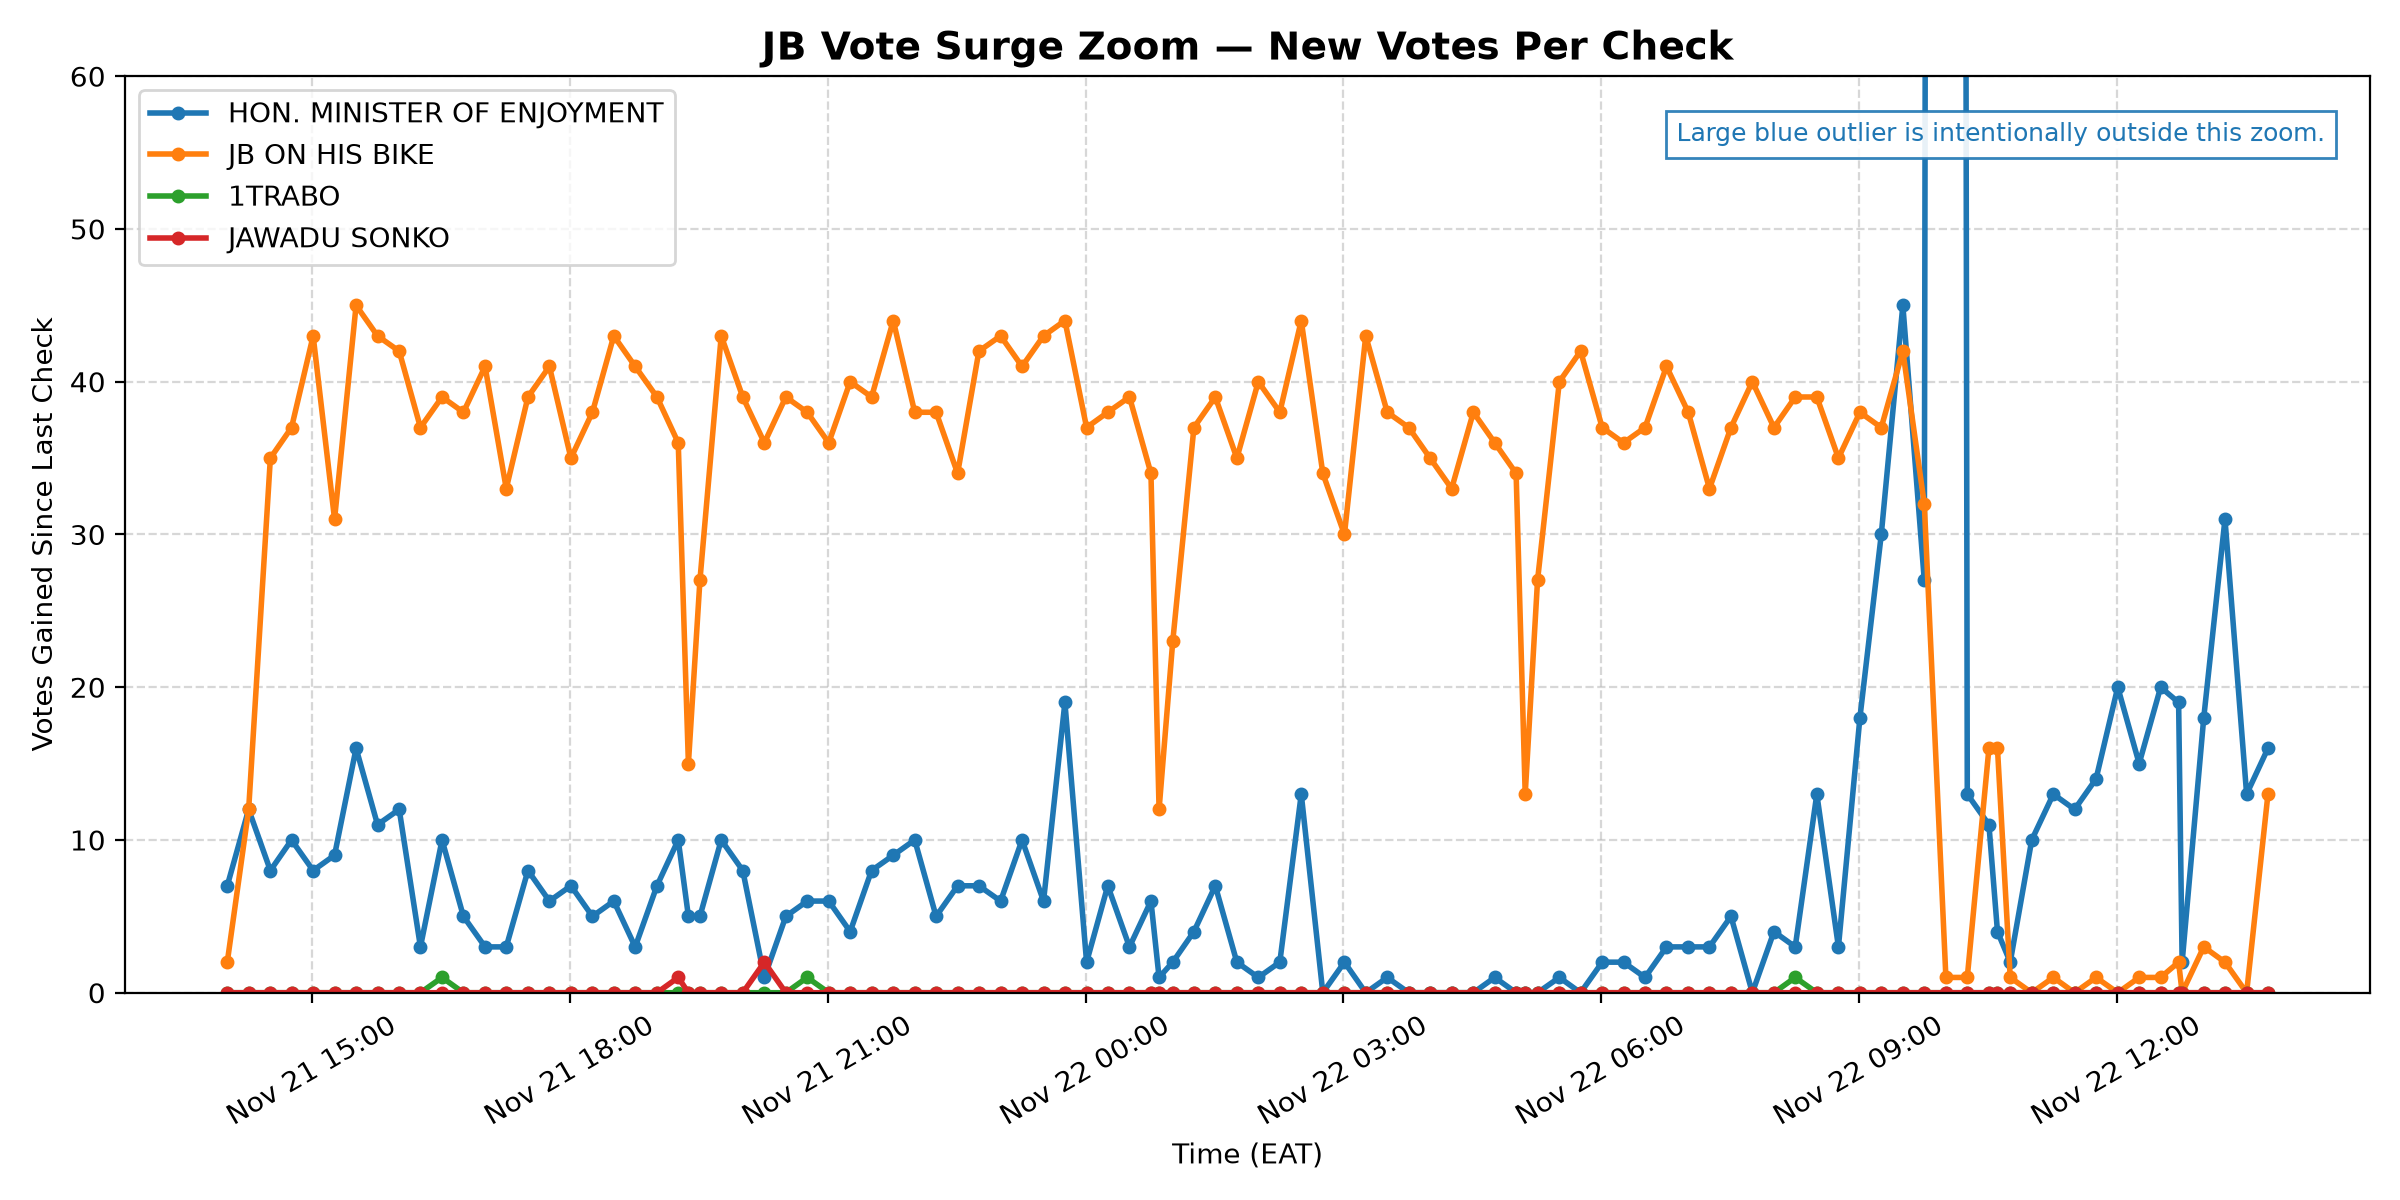 JB Vote Surge Zoom — New Votes Per Check
60
50
40
30
20
10
0
Votes Gained Since Last Check
HON. MINISTER OF ENJOYMENT
JB ON HIS BIKE
1TRABO
JAWADU SONKO
Large blue outlier is intentionally outside this zoom.
Nov 21 15:00
Nov 21 18:00
Nov 21 21:00
Nov 22 00:00
Nov 22 03:00
Nov 22 06:00
Nov 22 09:00
Nov 22 12:00
Time (EAT)